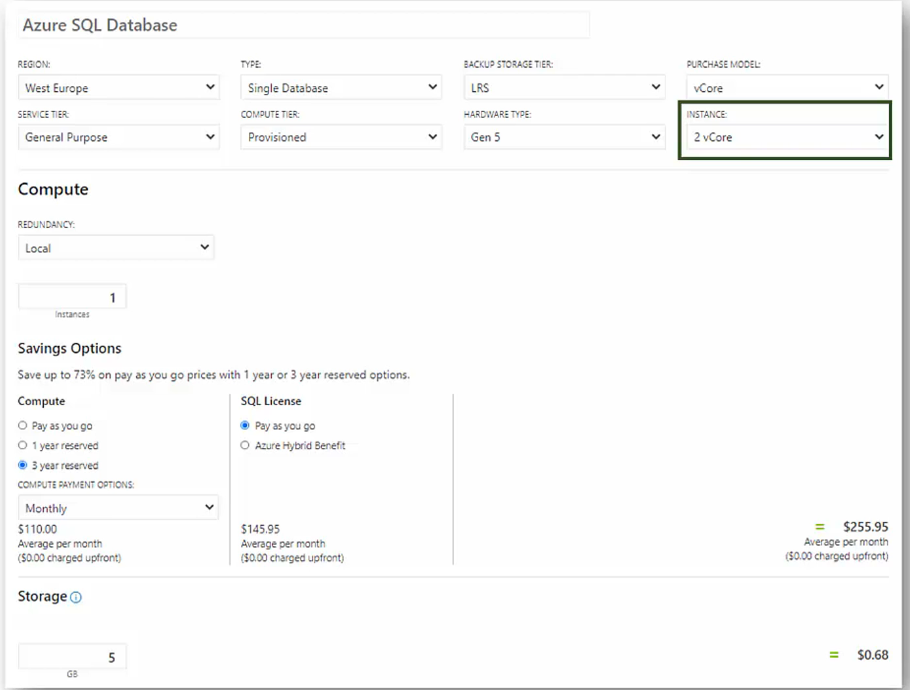 Azure SQL Database
REGION: TYPE: BACKUP STORAGE TIER: PURCHASE MODEL:
West Europe Single Database LRS vCore
SERVICE TIER: COMPUTE TIER: HARDWARE TYPE: INSTANCE:
General Purpose Provisioned Gen 5 2 vCore
Compute
REDUNDANCY:
Local
1
Instances
Savings Options
Save up to 73% on pay as you go prices with 1 year or 3 year reserved options.
Compute SQL License
Pay as you go Pay as you go
1 year reserved Azure Hybrid Benefit
3 year reserved
COMPUTE PAYMENT OPTIONS:
Monthly
$110.00 $145.95 = $255.95
Average per month Average per month Average per month
($0.00 charged upfront) ($0.00 charged upfront) ($0.00 charged upfront)
Storage
5 = $0.68
GB